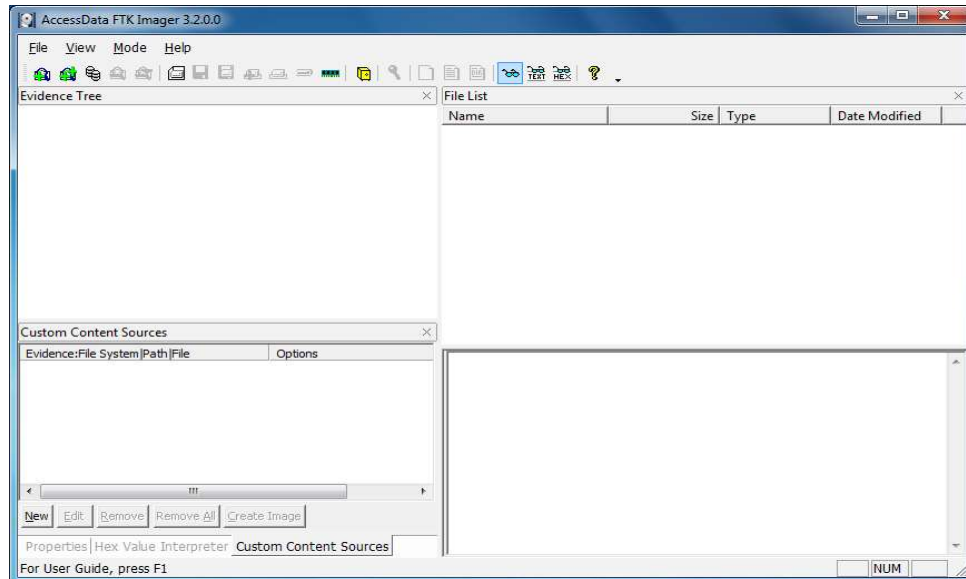 AccessData FTK Imager 3.2.0.0
File View Mode Help
TEXT HEX
Evidence Tree
File List
Name Size Type Date Modified
Custom Content Sources
Evidence:File System|Path|File Options
New Edit Remove Remove All Create Image
Properties Hex Value Interpreter Custom Content Sources
For User Guide, press F1
NUM